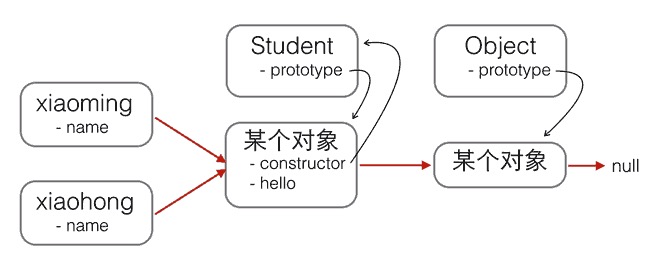 Student
- prototype
Object
- prototype
xiaoming
- name
某个对象
- constructor
- hello
某个对象
null
xiaohong
- name